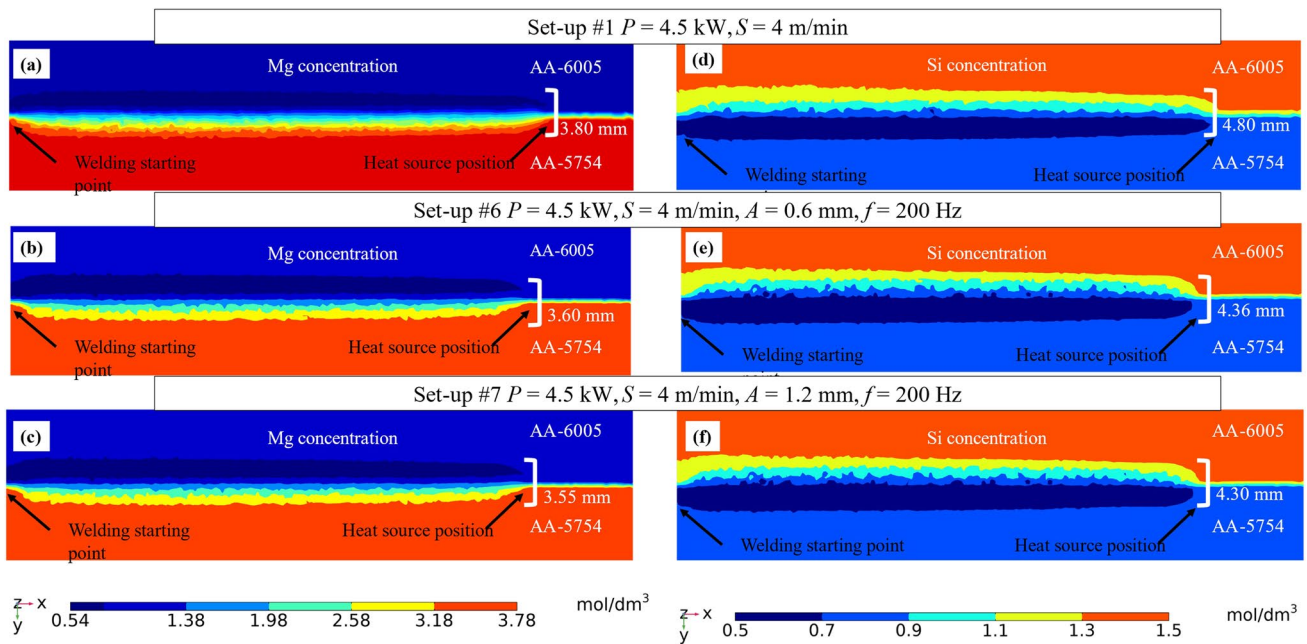 Set-up #1 P = 4.5 kW, S = 4 m/min
(a)
Mg concentration
AA-6005
3.80 mm
Welding starting
point
Heat source position
AA-5754
(d)
Si concentration
AA-6005
4.80 mm
Welding starting
Heat source position
AA-5754
Set-up #6 P = 4.5 kW, S = 4 m/min, A = 0.6 mm, f = 200 Hz
(b)
Mg concentration
AA-6005
3.60 mm
Welding starting
point
Heat source position
AA-5754
(e)
Si concentration
AA-6005
4.36 mm
Welding starting
Heat source position
AA-5754
Set-up #7 P = 4.5 kW, S = 4 m/min, A = 1.2 mm, f = 200 Hz
(c)
Mg concentration
AA-6005
3.55 mm
Welding starting
point
Heat source position
AA-5754
(f)
Si concentration
AA-6005
4.30 mm
Welding starting point
Heat source position
AA-5754
z x
y
mol/dm³
0.54 1.38 1.98 2.58 3.18 3.78
z x
y
mol/dm³
0.5 0.7 0.9 1.1 1.3 1.5